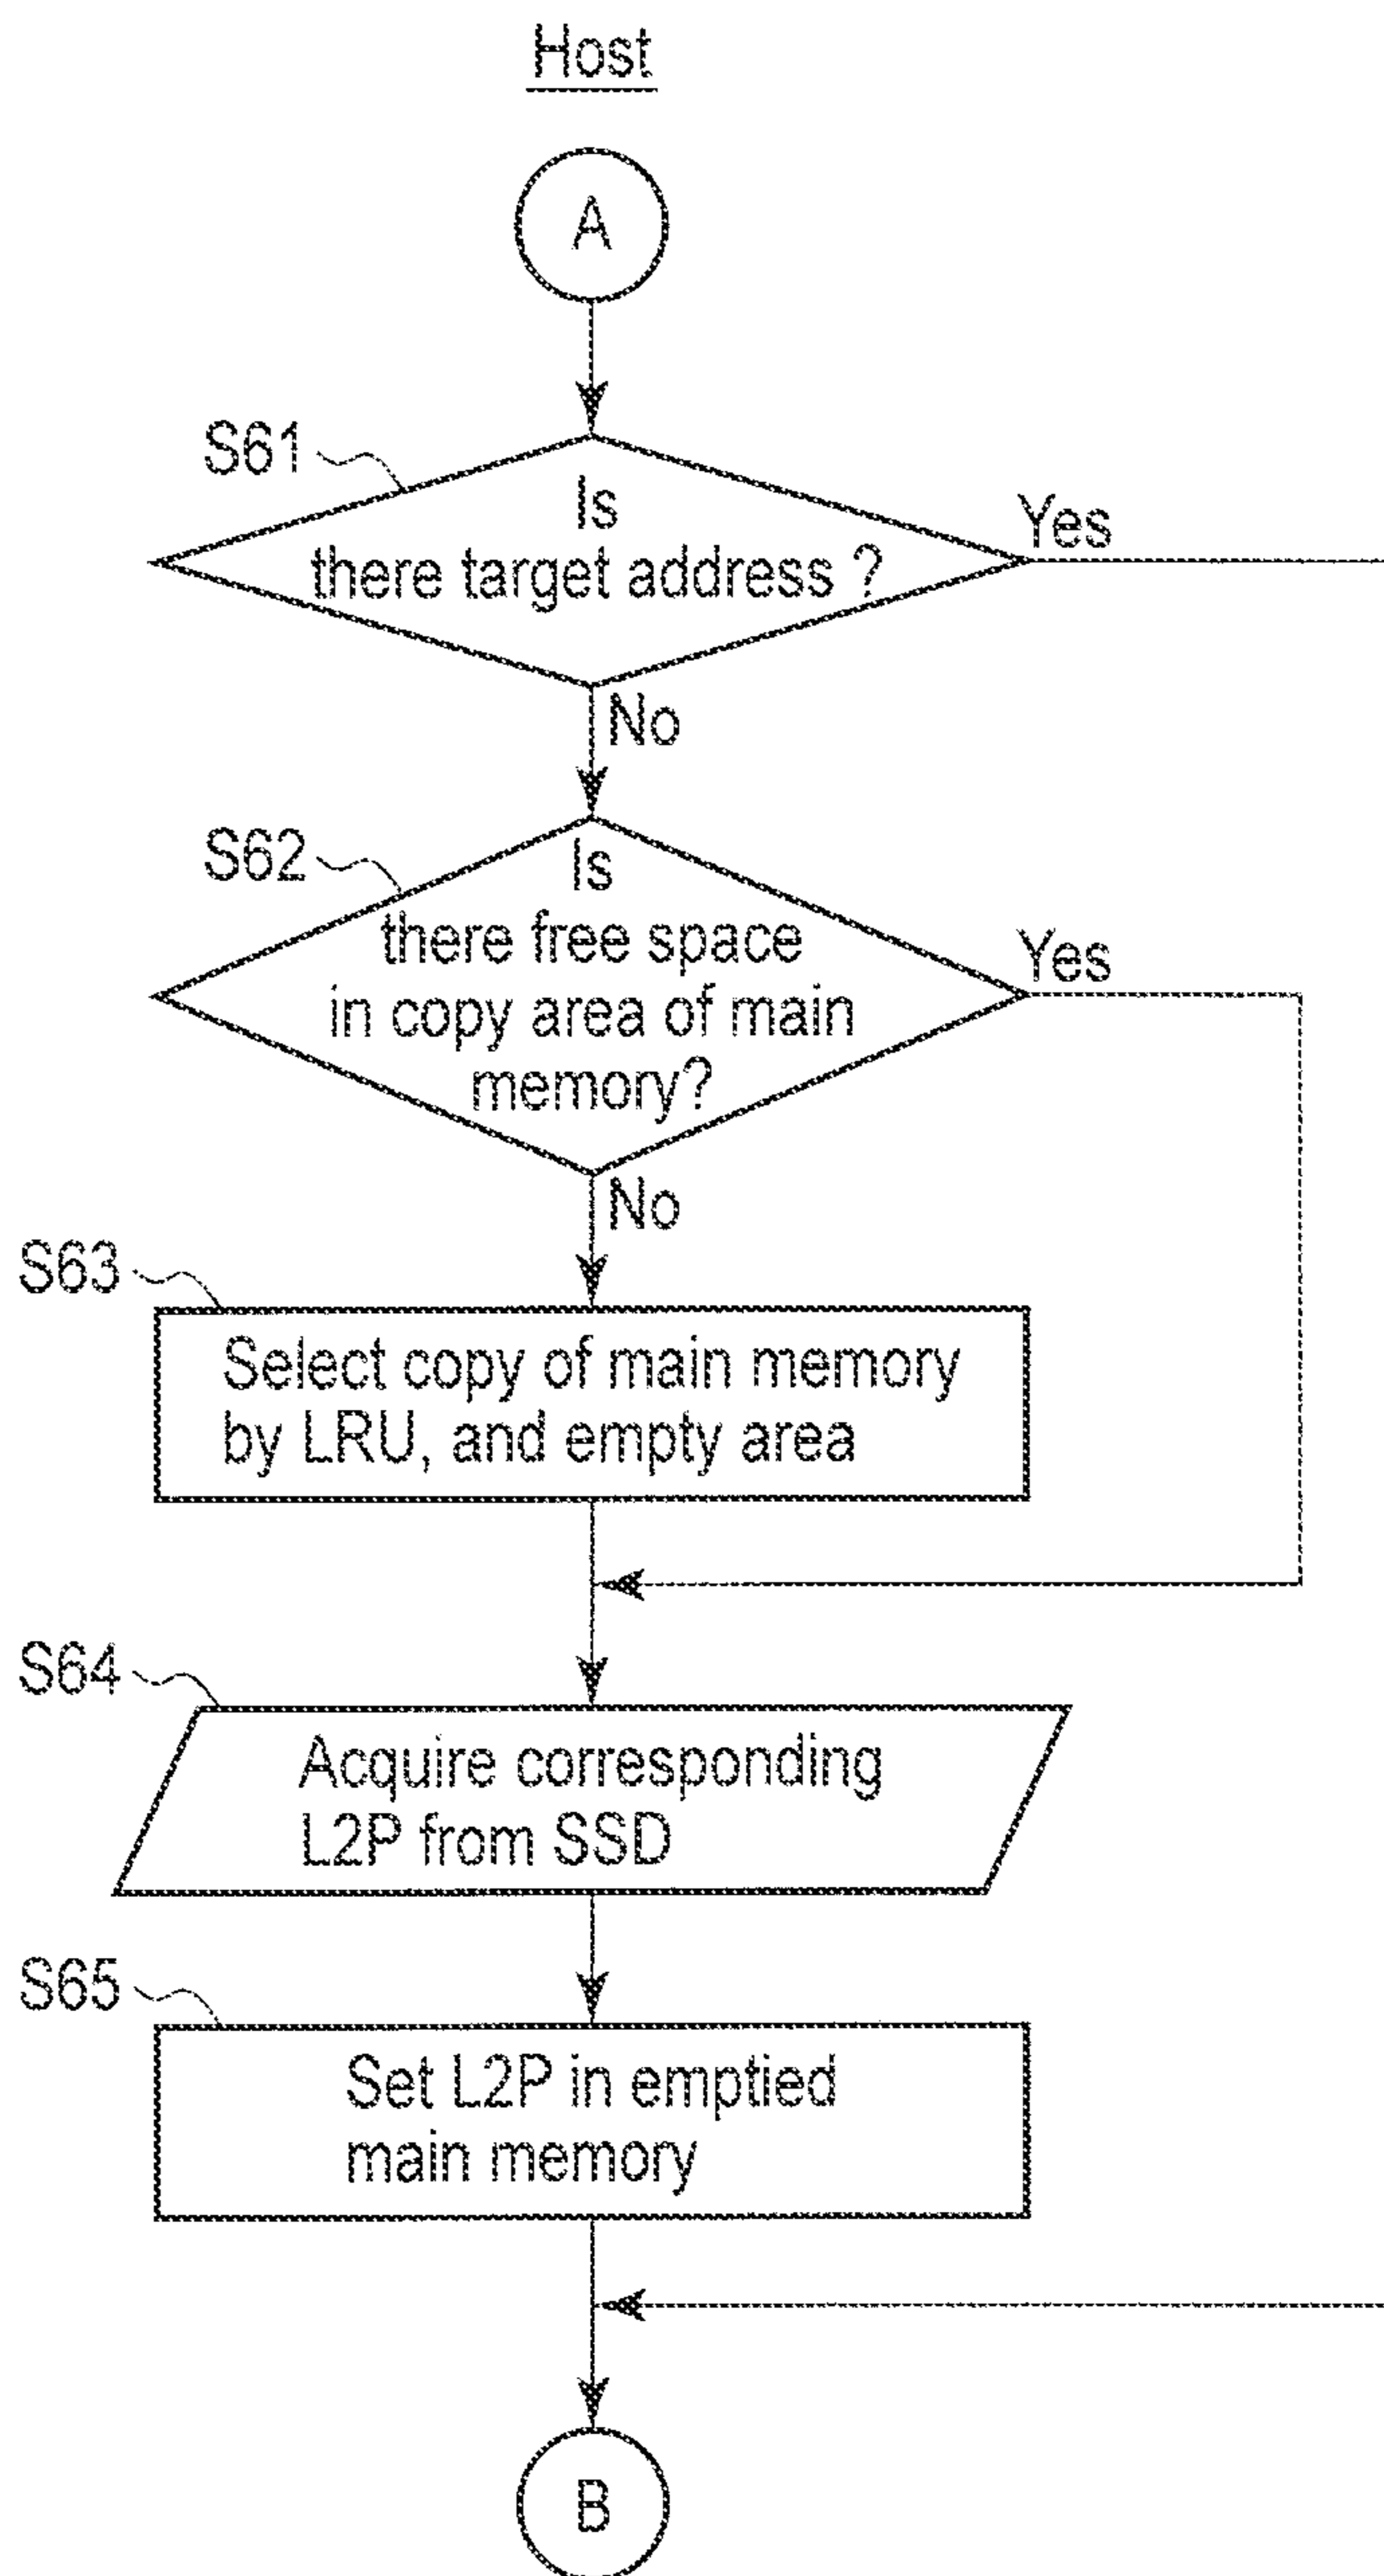 Host
A
S61
Is
there target address ?
Yes
No
S62
Is
there free space
in copy area of main
memory?
Yes
No
S63
Select copy of main memory
by LRU, and empty area
S64
Acquire corresponding
L2P from SSD
S65
Set L2P in emptied
main memory
B